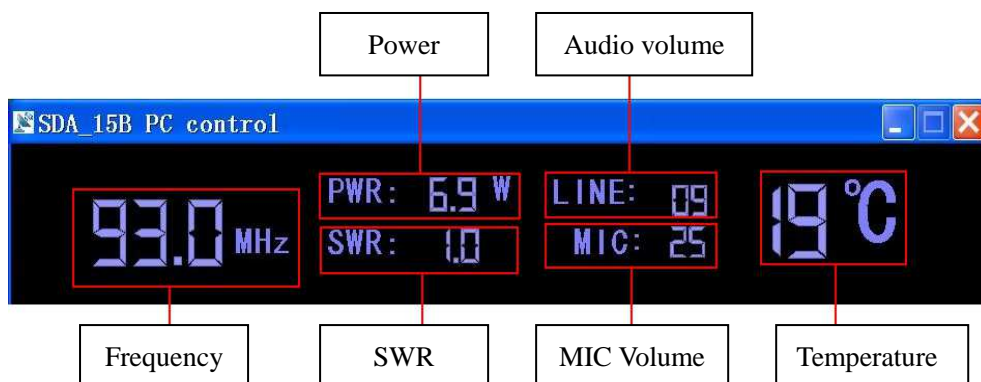 Power
Audio volume
SDA_15B PC control
93.0 MHz
PWR: 6.9 W
SWR: 1.0
LINE: 09
MIC: 25
19 ℃
Frequency
SWR
MIC Volume
Temperature